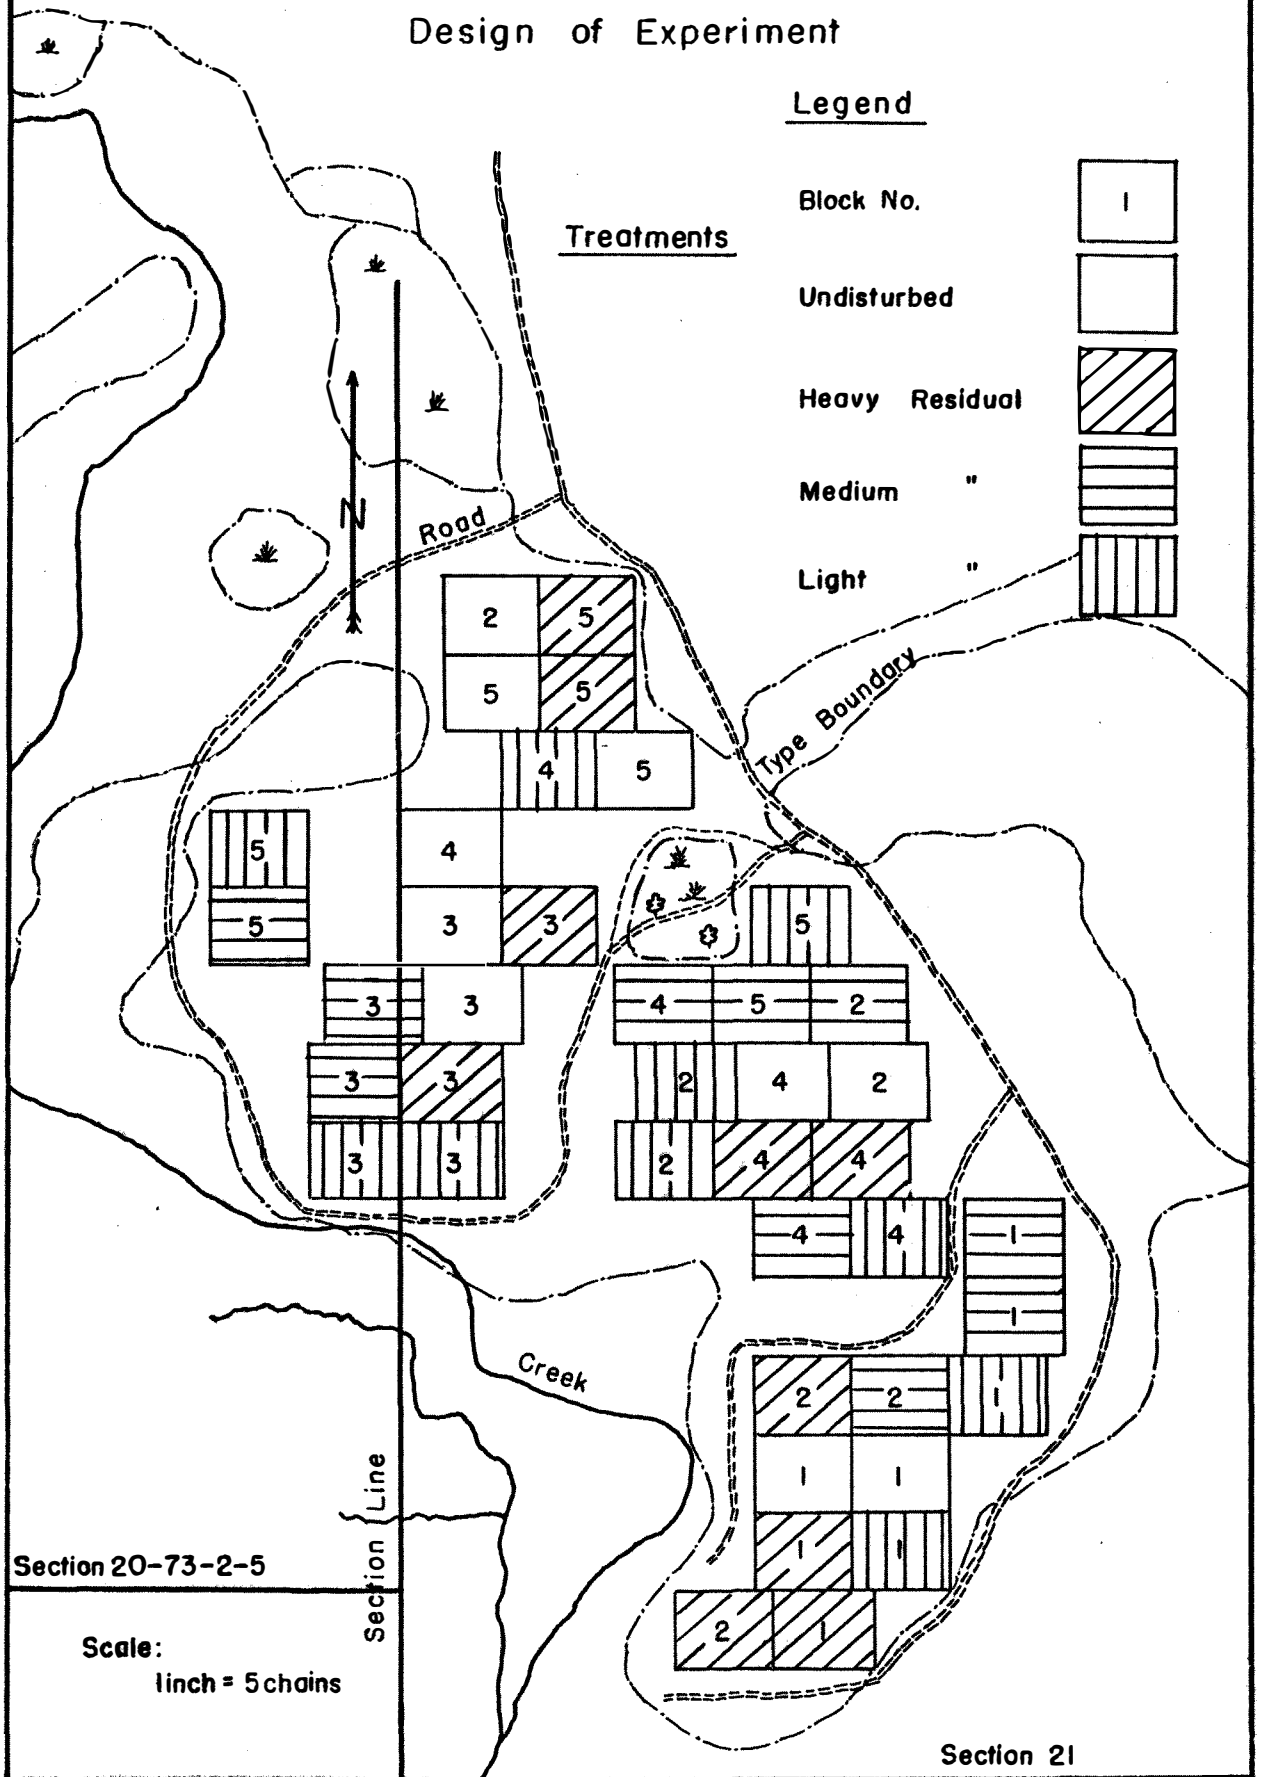 Design of Experiment
Legend
Block No.
1
Treatments
Undisturbed
Heavy Residual
Medium "
Light "
N
Road
Type Boundary
2 5
5 5
4 5
5 4
5 3 3 5
3 3 4 5 2
3 3 2 4 2
3 3 2 4 4
4 4 1
1
Creek
2 2 1
1 1
1 1
2 1
Section Line
Section 20-73-2-5
Scale:
1inch = 5chains
Section 21